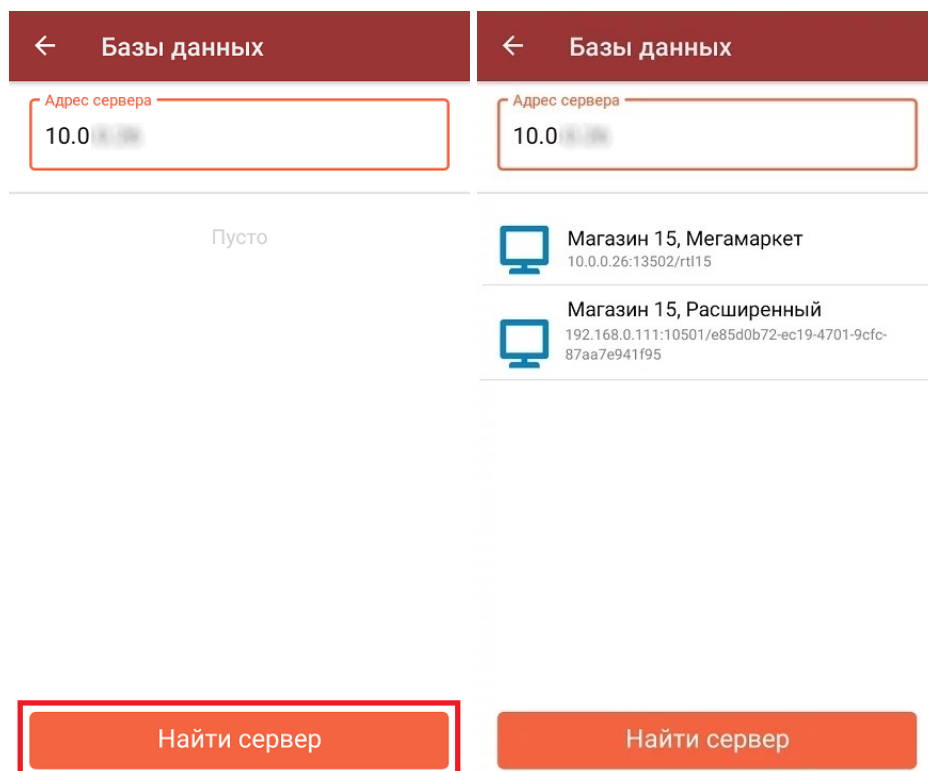 Базы данных
Адрес сервера
10.0
Пусто
Найти сервер
Базы данных
Адрес сервера
10.0
Магазин 15, Мегамаркет
10.0.0.26:13502/rtl15
Магазин 15, Расширенный
192.168.0.111:10501/e85d0b72-ec19-4701-9cfc-
87aa7e941f95
Найти сервер